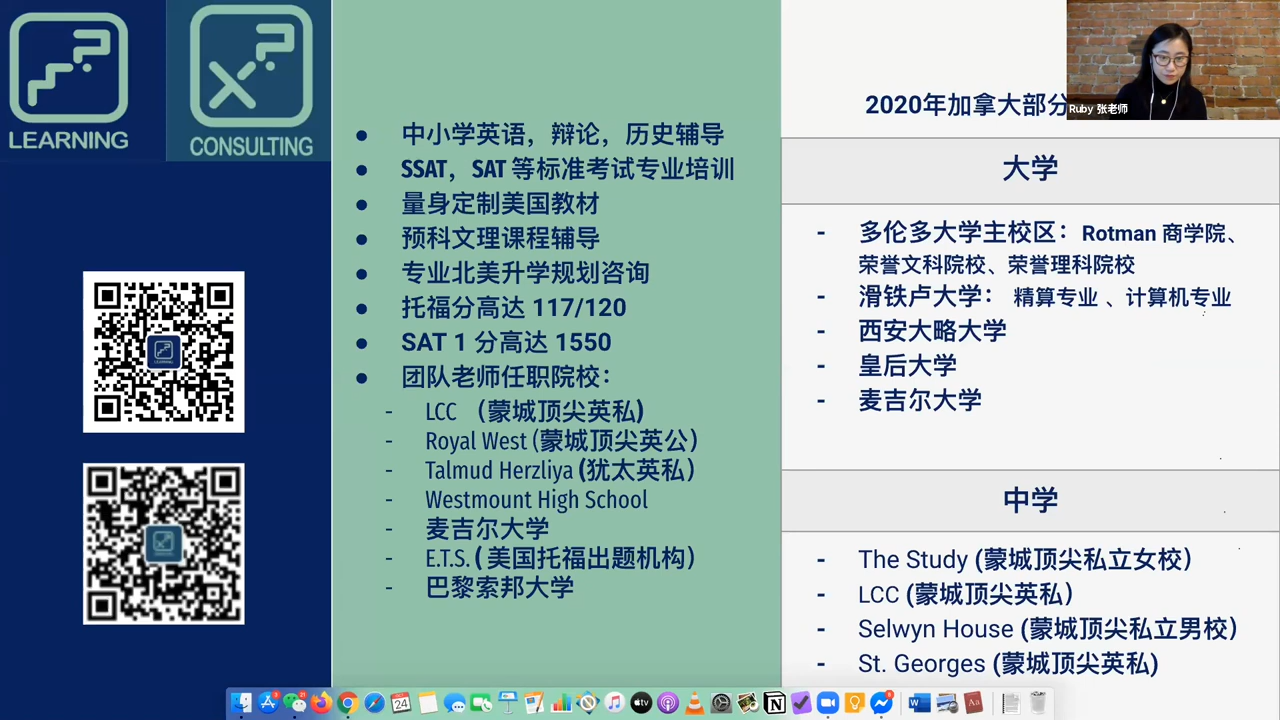 LEARNING
CONSULTING
● 中小学英语，辩论，历史辅导
● SSAT，SAT 等标准考试专业培训
● 量身定制美国教材
● 预科文理课程辅导
● 专业北美升学规划咨询
● 托福分高达 117/120
● SAT 1 分高达 1550
● 团队老师任职院校：
- LCC （蒙城顶尖英私)
- Royal West (蒙城顶尖英公）
- Talmud Herzliya (犹太英私）
- Westmount High School
- 麦吉尔大学
- E.T.S. ( 美国托福出题机构）
- 巴黎索邦大学
2020年加拿大部分
Ruby 张老师
大学
- 多伦多大学主校区：Rotman 商学院、
荣誉文科院校、荣誉理科院校
- 滑铁卢大学： 精算专业 、计算机专业
- 西安大略大学
- 皇后大学
- 麦吉尔大学
中学
- The Study (蒙城顶尖私立女校）
- LCC (蒙城顶尖英私）
- Selwyn House (蒙城顶尖私立男校）
- St. Georges (蒙城顶尖英私)